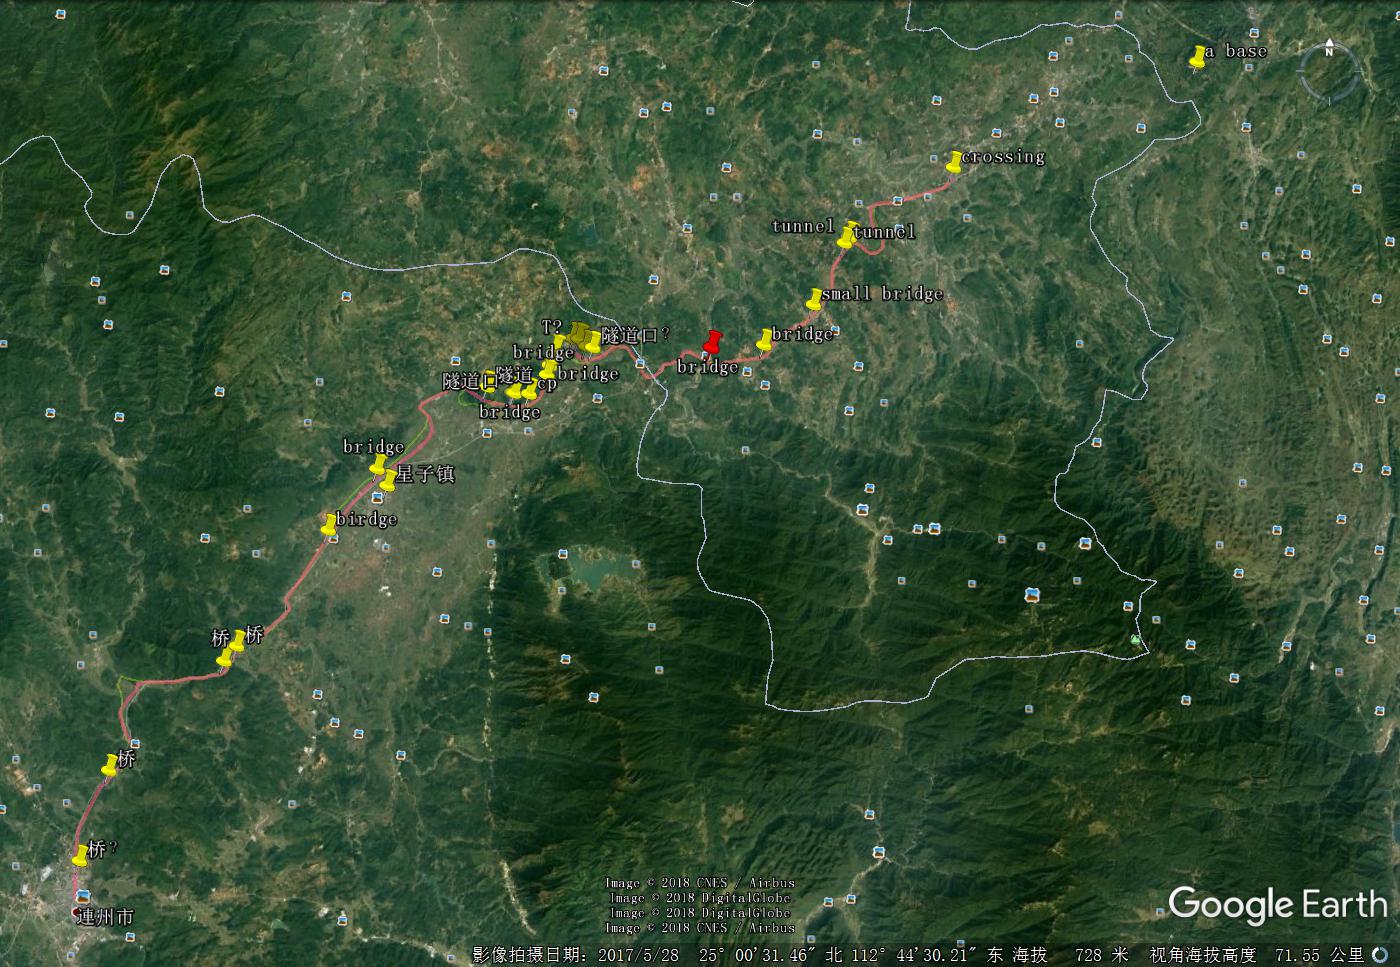 a base
N
crossing
tunnel
tunnel
small bridge
T?
隧道口?
bridge
bridge
bridge
bridge
隧道口
隧道
cp
bridge
bridge
星子镇
birdge
桥
桥
桥
桥?
連州市
Image © 2018 CNES / Airbus
Image © 2018 DigitalGlobe
Image © 2018 DigitalGlobe
Image © 2018 CNES / Airbus
Google Earth
影像拍摄日期: 2017/5/28 25° 00′31.46″ 北 112° 44′30.21″ 东 海拔 728 米 视角海拔高度 71.55 公里